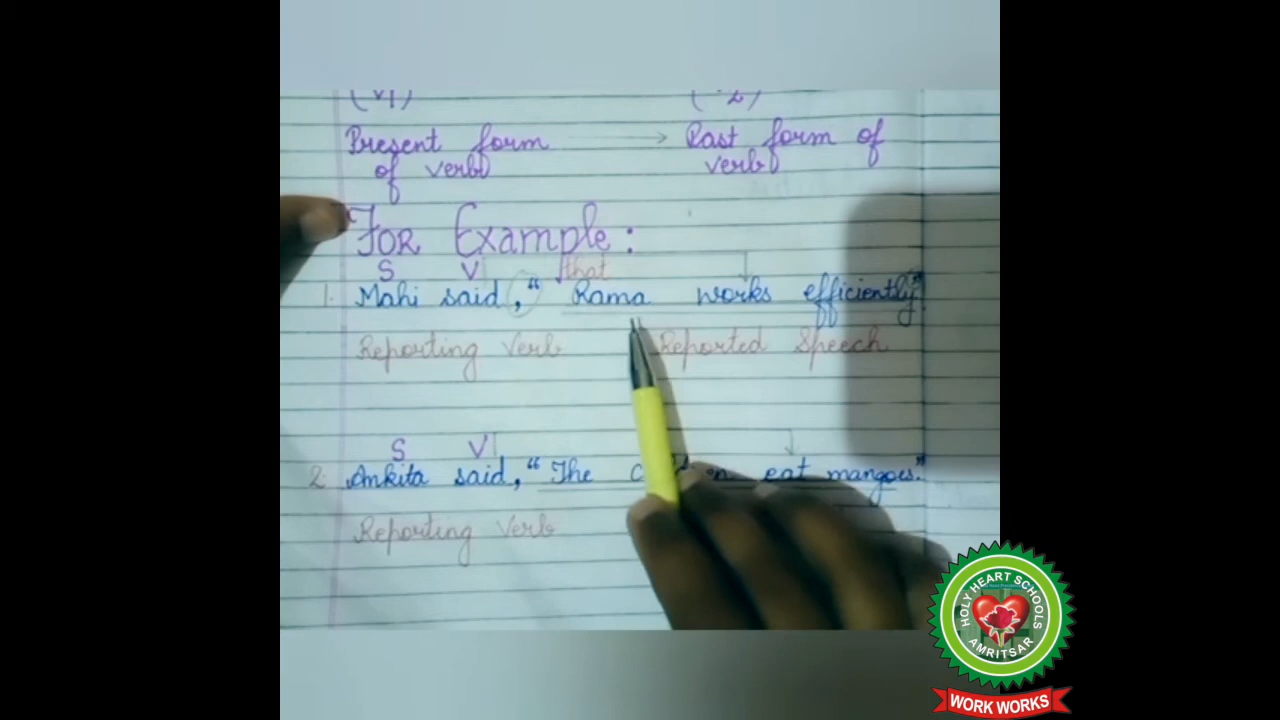 Present form → Past form of
of verb verb
For Example:
S V that
1. Mahi said, "Rama works efficiently".
Reporting Verb Reported Speech
S V
2 Ankita said, "The eat mangoes."
Reporting Verb
HOLY HEART SCHOOLS
AMRITSAR
WORK WORKS